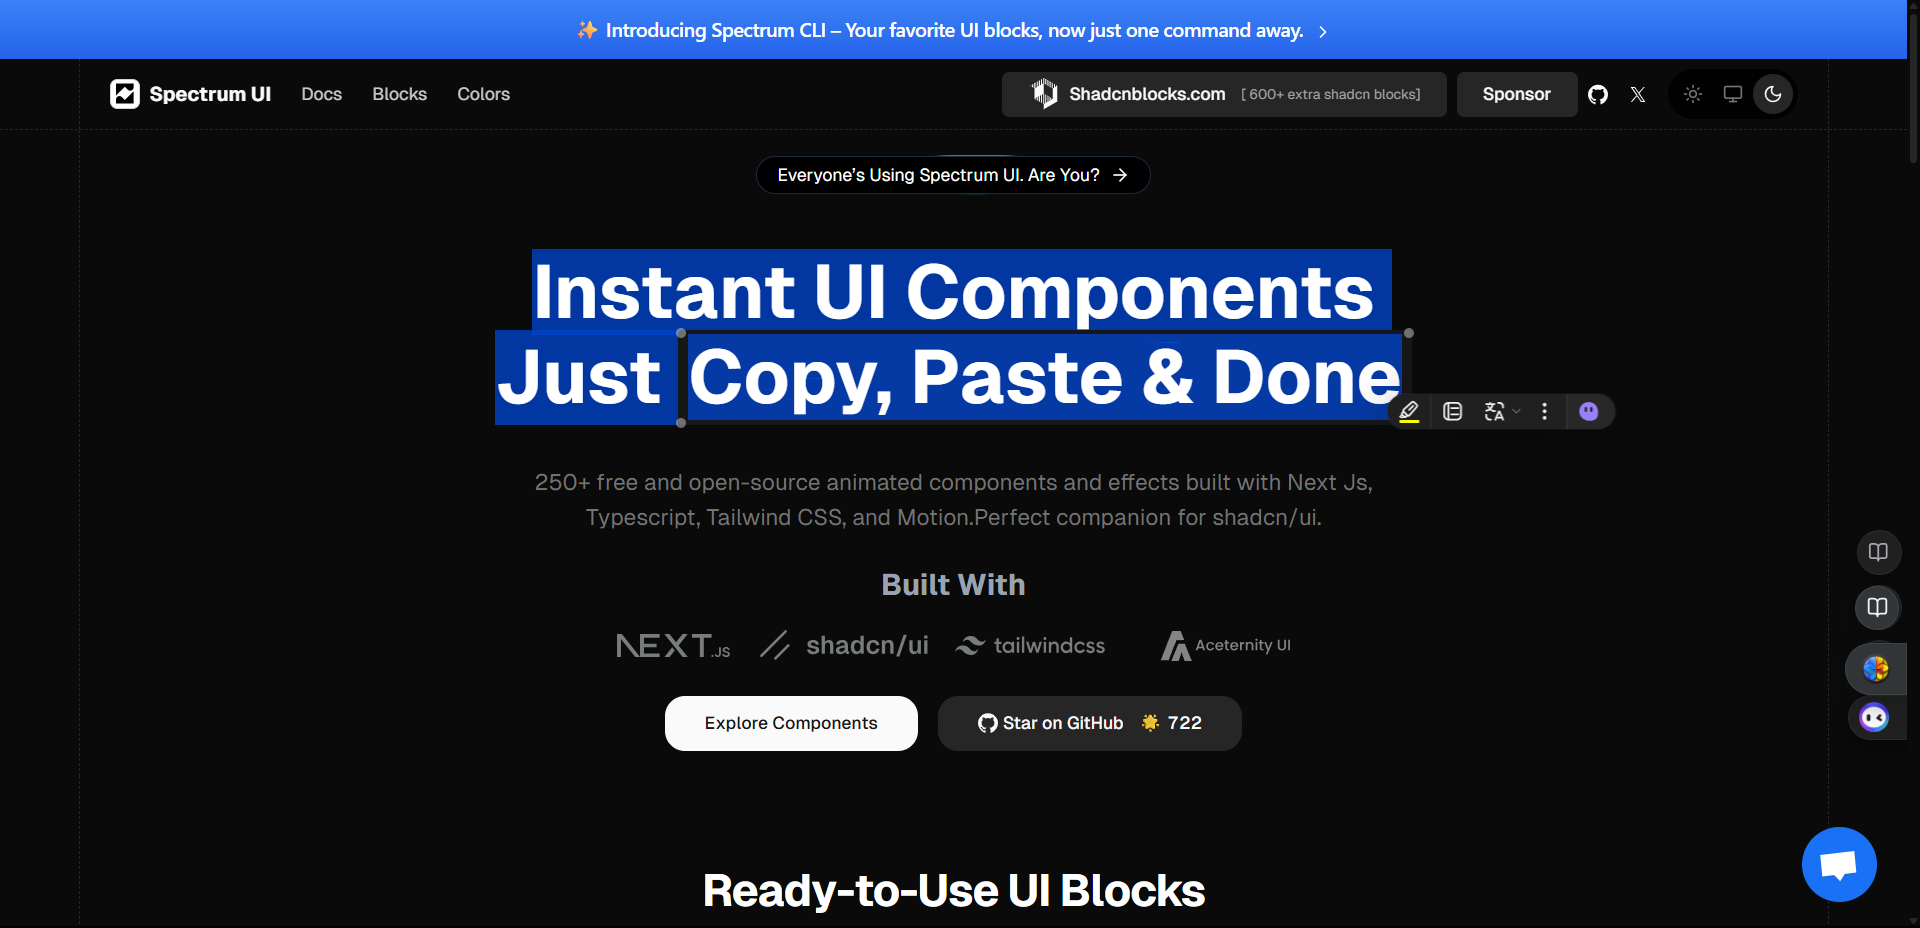 ✨ Introducing Spectrum CLI – Your favorite UI blocks, now just one command away.
Spectrum UI
Docs
Blocks
Colors
Shadcnblocks.com [ 600+ extra shadcn blocks]
Sponsor
Everyone's Using Spectrum UI. Are You?
Instant UI Components
Just Copy, Paste & Done
250+ free and open-source animated components and effects built with Next Js,
Typescript, Tailwind CSS, and Motion.Perfect companion for shadcn/ui.
Built With
NEXT.JS
shadcn/ui
tailwindcss
Aceternity UI
Explore Components
Star on GitHub 🌟 722
Ready-to-Use UI Blocks